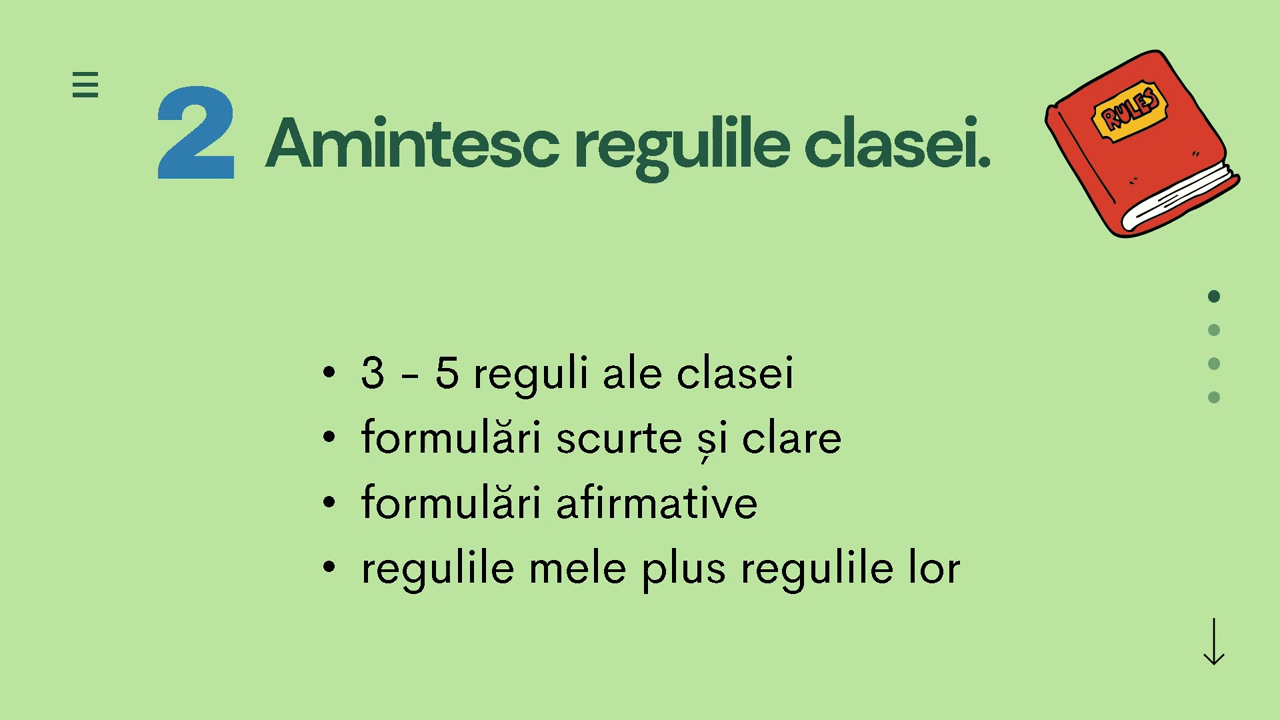 2 Amintesc regulile clasei.
RULES
• 3 - 5 reguli ale clasei
• formulări scurte și clare
• formulări afirmative
• regulile mele plus regulile lor